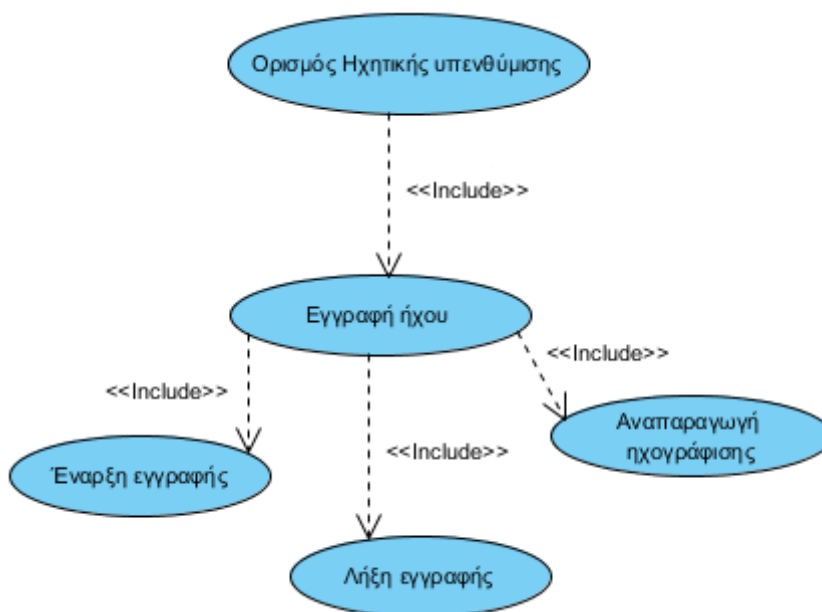 Ορισμός Ηχητικής υπενθύμισης
<<Include>>
Εγγραφή ήχου
<<Include>>
<<Include>>
<<Include>>
Αναπαραγωγή
ηχογράφισης
Έναρξη εγγραφής
Λήξη εγγραφής